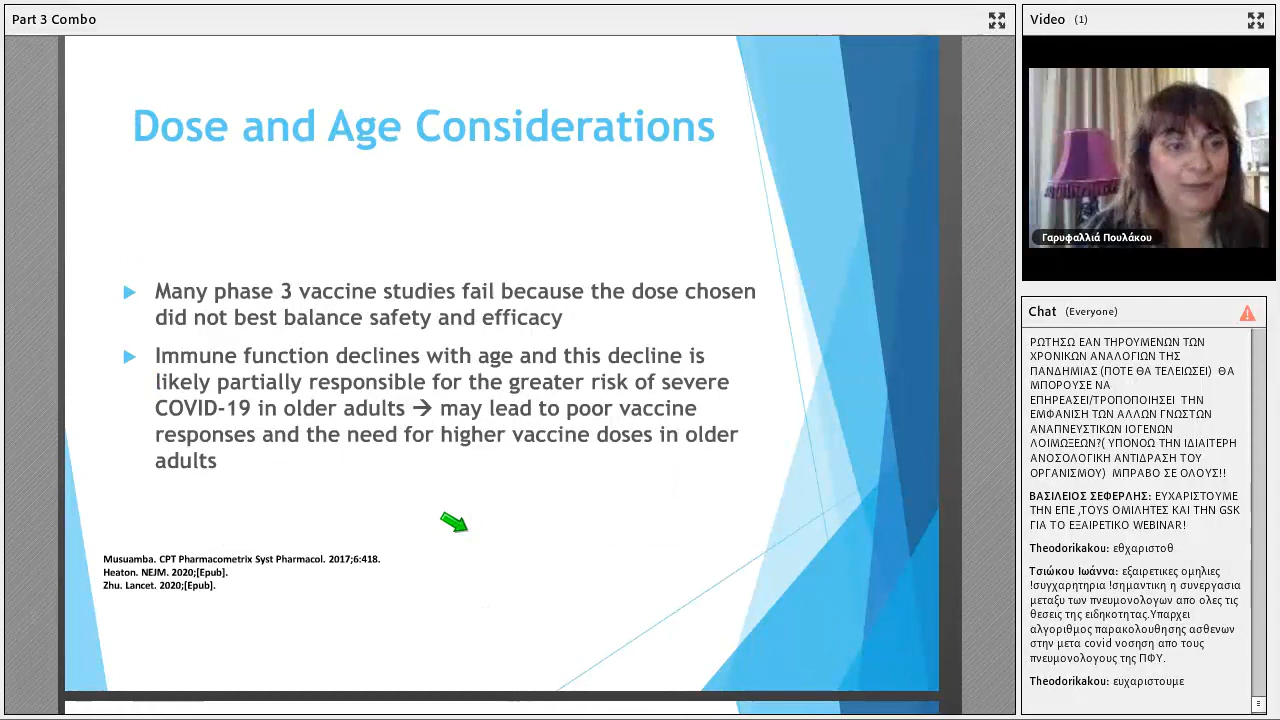 Part 3 Combo
Dose and Age Considerations
Many phase 3 vaccine studies fail because the dose chosen
did not best balance safety and efficacy
Immune function declines with age and this decline is
likely partially responsible for the greater risk of severe
COVID-19 in older adults → may lead to poor vaccine
responses and the need for higher vaccine doses in older
adults
Musuamba. CPT Pharmacometrix Syst Pharmacol. 2017;6:418.
Heaton. NEJM. 2020;[Epub].
Zhu. Lancet. 2020;[Epub].
Video (1)
Γαρυφαλλιά Πουλάκου
Chat (Everyone)
ΡΩΤΗΣΩ ΕΑΝ ΤΗΡΟΥΜΕΝΩΝ ΤΩΝ
ΧΡΟΝΙΚΩΝ ΑΝΑΛΟΓΙΩΝ ΤΗΣ
ΠΑΝΔΗΜΙΑΣ (ΠΟΤΕ ΘΑ ΤΕΛΕΙΩΣΕΙ) ΘΑ
ΜΠΟΡΟΥΣΕ ΝΑ
ΕΠΗΡΕΑΣΕΙ/ΤΡΟΠΟΠΟΙΗΣΕΙ ΤΗΝ
ΕΜΦΑΝΙΣΗ ΤΩΝ ΑΛΛΩΝ ΓΝΩΣΤΩΝ
ΑΝΑΠΝΕΥΣΤΙΚΩΝ ΙΟΓΕΝΩΝ
ΛΟΙΜΩΞΕΩΝ?( ΥΠΟΝΟΩ ΤΗΝ ΙΔΙΑΙΤΕΡΗ
ΑΝΟΣΟΛΟΓΙΚΗ ΑΝΤΙΔΡΑΣΗ ΤΟΥ
ΟΡΓΑΝΙΣΜΟΥ) ΜΠΡΑΒΟ ΣΕ ΟΛΟΥΣ!!
ΒΑΣΙΛΕΙΟΣ ΣΕΦΕΡΛΗΣ: ΕΥΧΑΡΙΣΤΟΥΜΕ
ΤΗΝ ΕΠΕ ,ΤΟΥS ΟΜΙΛΗΤΕΣ ΚΑΙ ΤΗΝ GSK
ΓΙΑ ΤΟ ΕΞΑΙΡΕΤΙΚΟ WEBINAR!
Theodorikakou: εθχαριστοθ
Τσιώκου Ιωάννα: εξαιρετικες ομηλιες
!συγχαρητηρια !σημαντικη η συνεργασια
μεταξυ των πνευμονολογων απο ολες τις
θεσεις της ειδηκοτητας.Υπαρχει
αλγοριθμος παρακολουθησης ασθενων
στην μετα covid νοσηση απο τους
πνευμονολογους της ΠΦΥ.
Theodorikakou: ευχαριστουμε